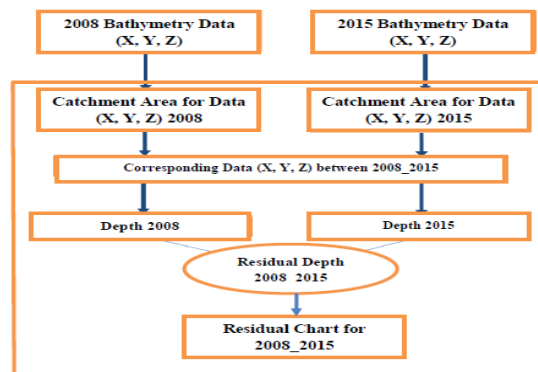 2008 Bathymetry Data
(X, Y, Z)
2015 Bathymetry Data
(X, Y, Z)
Catchment Area for Data
(X, Y, Z) 2008
Catchment Area for Data
(X, Y, Z) 2015
Corresponding Data (X, Y, Z) between 2008_2015
Depth 2008
Depth 2015
Residual Depth
2008_2015
Residual Chart for
2008_2015